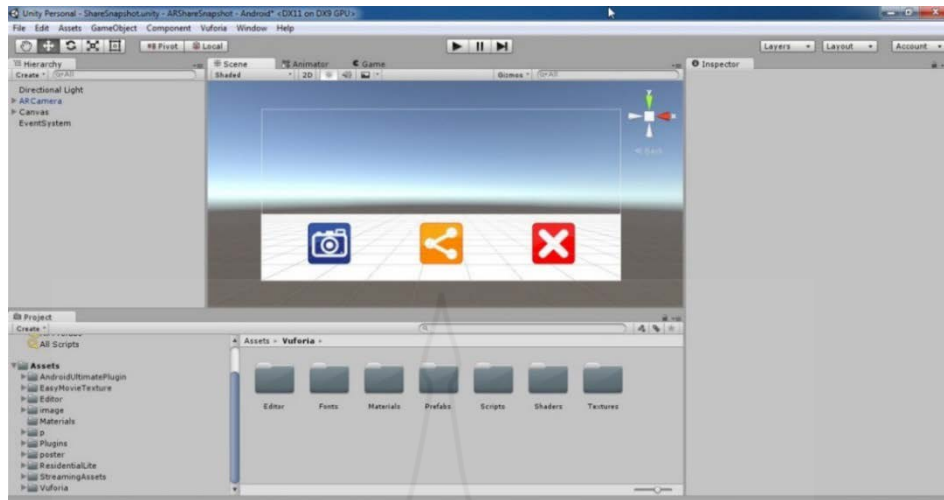 Unity Personal - ShareSnapshot.unity - ARShareSnapshot - Android* <DX11 on DX9 GPU>
File Edit Assets GameObject Component Vuforia Window Help
Pivot Local Layers Layout Account
Hierarchy Scene Animator Game Inspector
Create All Shaded 2D Gizmos All
Directional Light
ARCamera
Canvas
EventSystem
y
x
Project
Create
All Scripts
Assets Vuforia
Assets
AndroidUltimatePlugin
EasyMovieTexture
Editor
image
Materials
p
Plugins
poster
ResidentialLite
StreamingAssets
Vuforia
Editor Fonts Materials Prefabs Scripts Shaders Textures